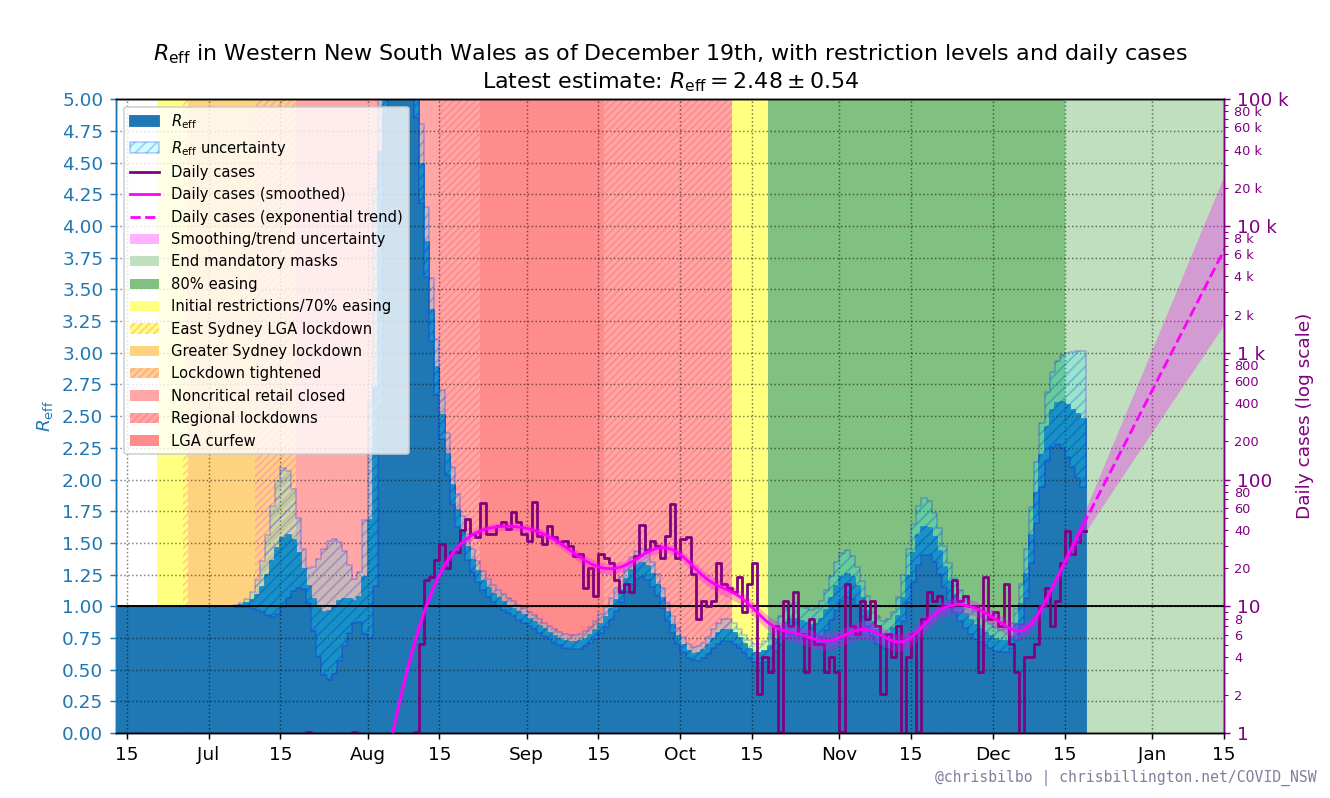 Reff in Western New South Wales as of December 19th, with restriction levels and daily cases
Latest estimate: Reff = 2.48 ± 0.54
5.00
4.75
4.50
4.25
4.00
3.75
3.50
3.25
3.00
2.75
2.50
2.25
2.00
1.75
1.50
1.25
1.00
0.75
0.50
0.25
0.00
Reff
Reff
Reff uncertainty
Daily cases
Daily cases (smoothed)
Daily cases (exponential trend)
Smoothing/trend uncertainty
End mandatory masks
80% easing
Initial restrictions/70% easing
East Sydney LGA lockdown
Greater Sydney lockdown
Lockdown tightened
Noncritical retail closed
Regional lockdowns
LGA curfew
100 k
80 k
60 k
40 k
20 k
10 k
8 k
6 k
4 k
2 k
1 k
800
600
400
200
100
80
60
40
20
10
8
6
4
2
1
Daily cases (log scale)
15 Jul 15 Aug 15 Sep 15 Oct 15 Nov 15 Dec 15 Jan 15
@chrisbilbo | chrisbillington.net/COVID_NSW